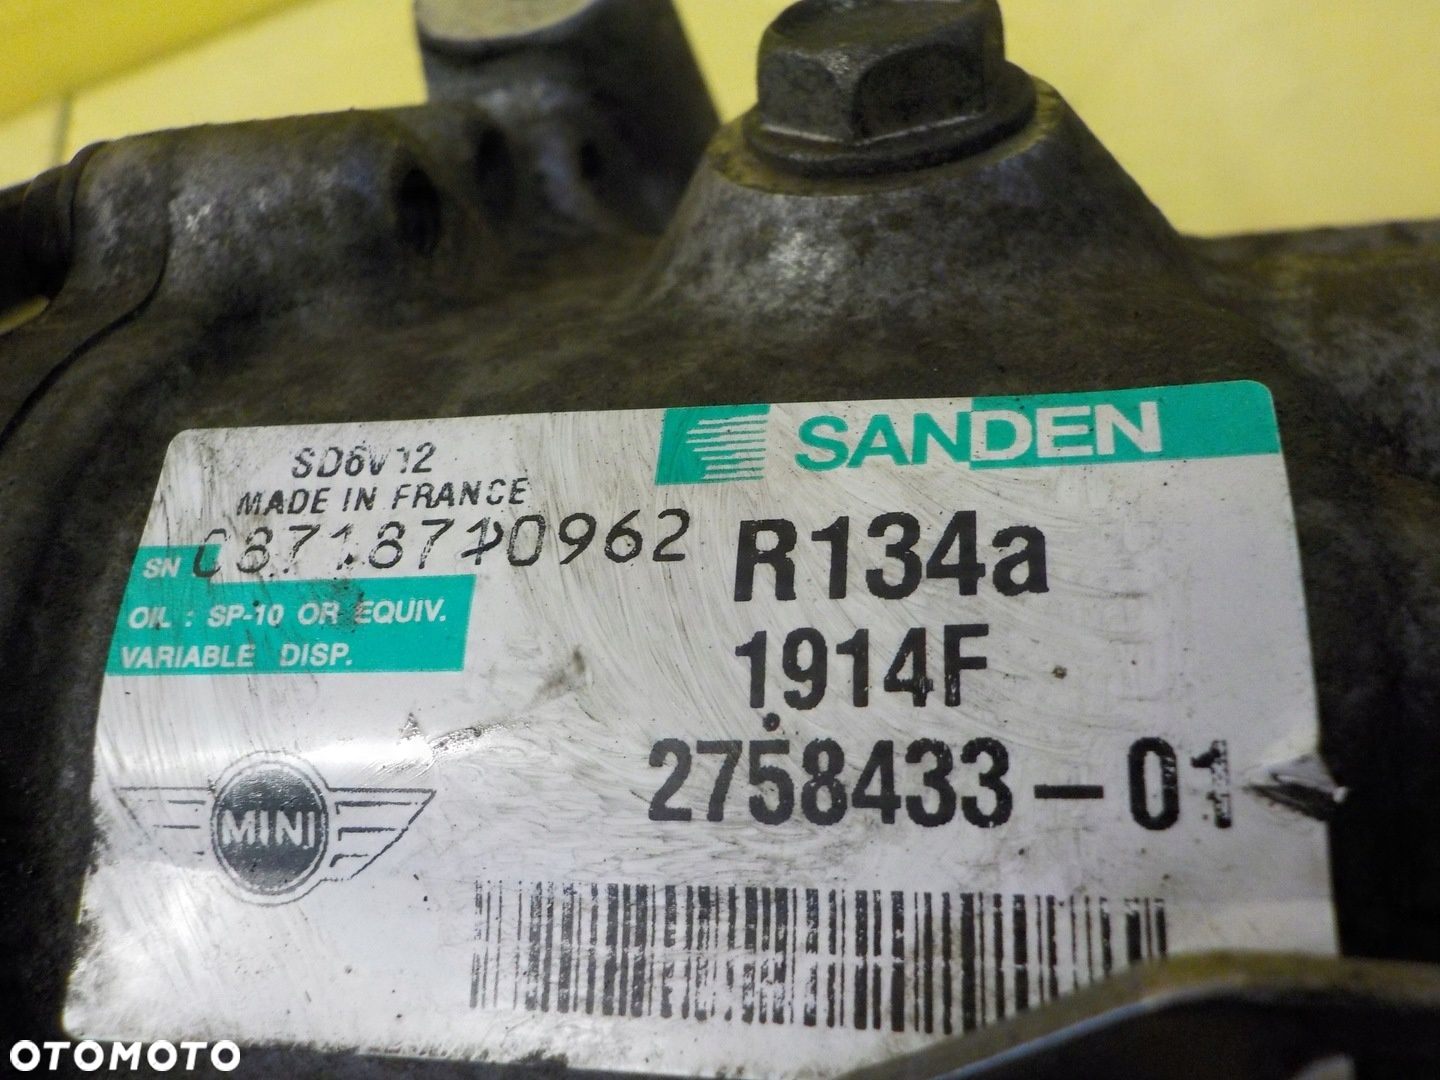 SANDEN
SD6V12
MADE IN FRANCE
SN
R134a
OIL : SP-10 OR EQUIV.
VARIABLE DISP.
1914F
2758433-01
MINI
OTOMOTO